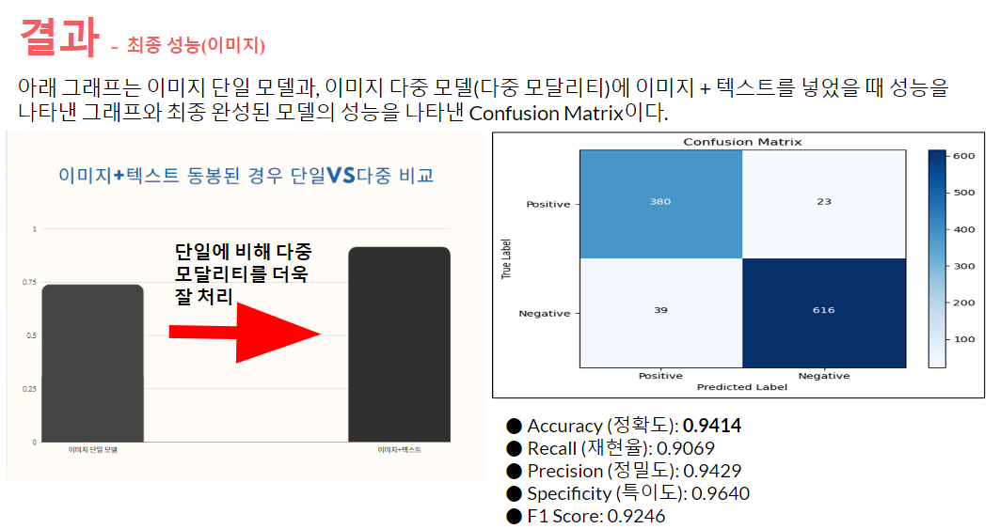 결과 - 최종 성능(이미지)
아래 그래프는 이미지 단일 모델과, 이미지 다중 모델(다중 모달리티)에 이미지 + 텍스트를 넣었을 때 성능을
나타낸 그래프와 최종 완성된 모델의 성능을 나타낸 Confusion Matrix이다.
이미지+텍스트 동봉된 경우 단일VS다중 비교
1
0.75
0.5
0.25
0
단일에 비해 다중
모달리티를 더욱
잘 처리
이미지 단일 모델
이미지+텍스트
Confusion Matrix
True Label
Positive
Negative
380
23
39
616
Positive
Negative
Predicted Label
600
500
400
300
200
100
● Accuracy (정확도): 0.9414
● Recall (재현율): 0.9069
● Precision (정밀도): 0.9429
● Specificity (특이도): 0.9640
● F1 Score: 0.9246